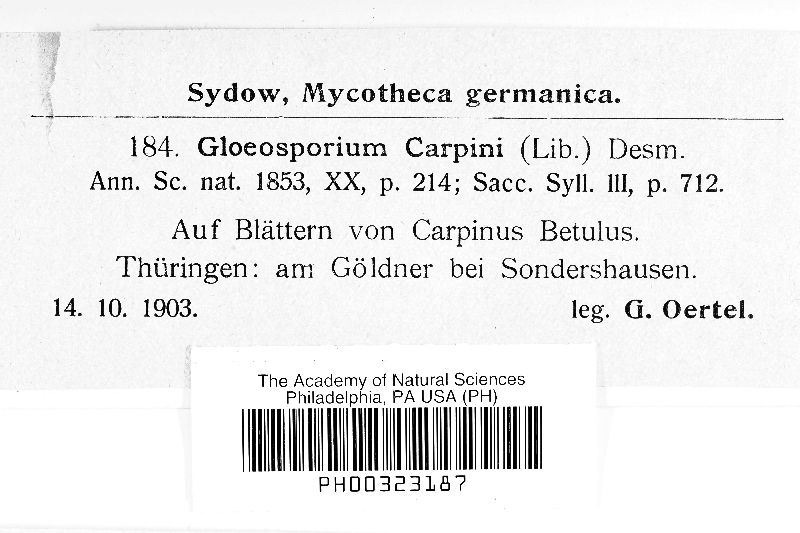 Sydow, Mycotheca germanica.
184. Gloeosporium Carpini (Lib.) Desm.
Ann. Sc. nat. 1853, XX, p. 214; Sacc. Syll. III, p. 712.
Auf Blättern von Carpinus Betulus.
Thüringen: am Göldner bei Sondershausen.
14. 10. 1903. leg. G. Oertel.
The Academy of Natural Sciences
Philadelphia, PA USA (PH)
PH00323187